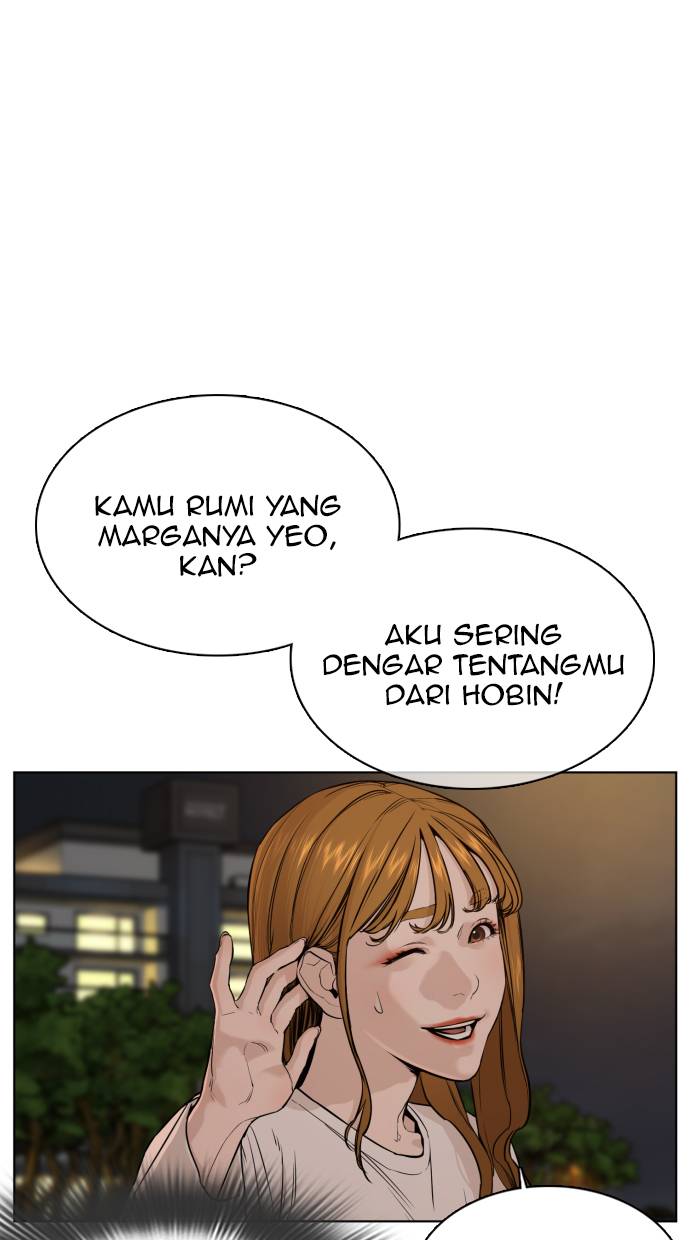 KAMU RUMI YANG
MARGANYA YEO,
KAN?
AKU SERING
DENGAR TENTANGMU
DARI HOBIN!